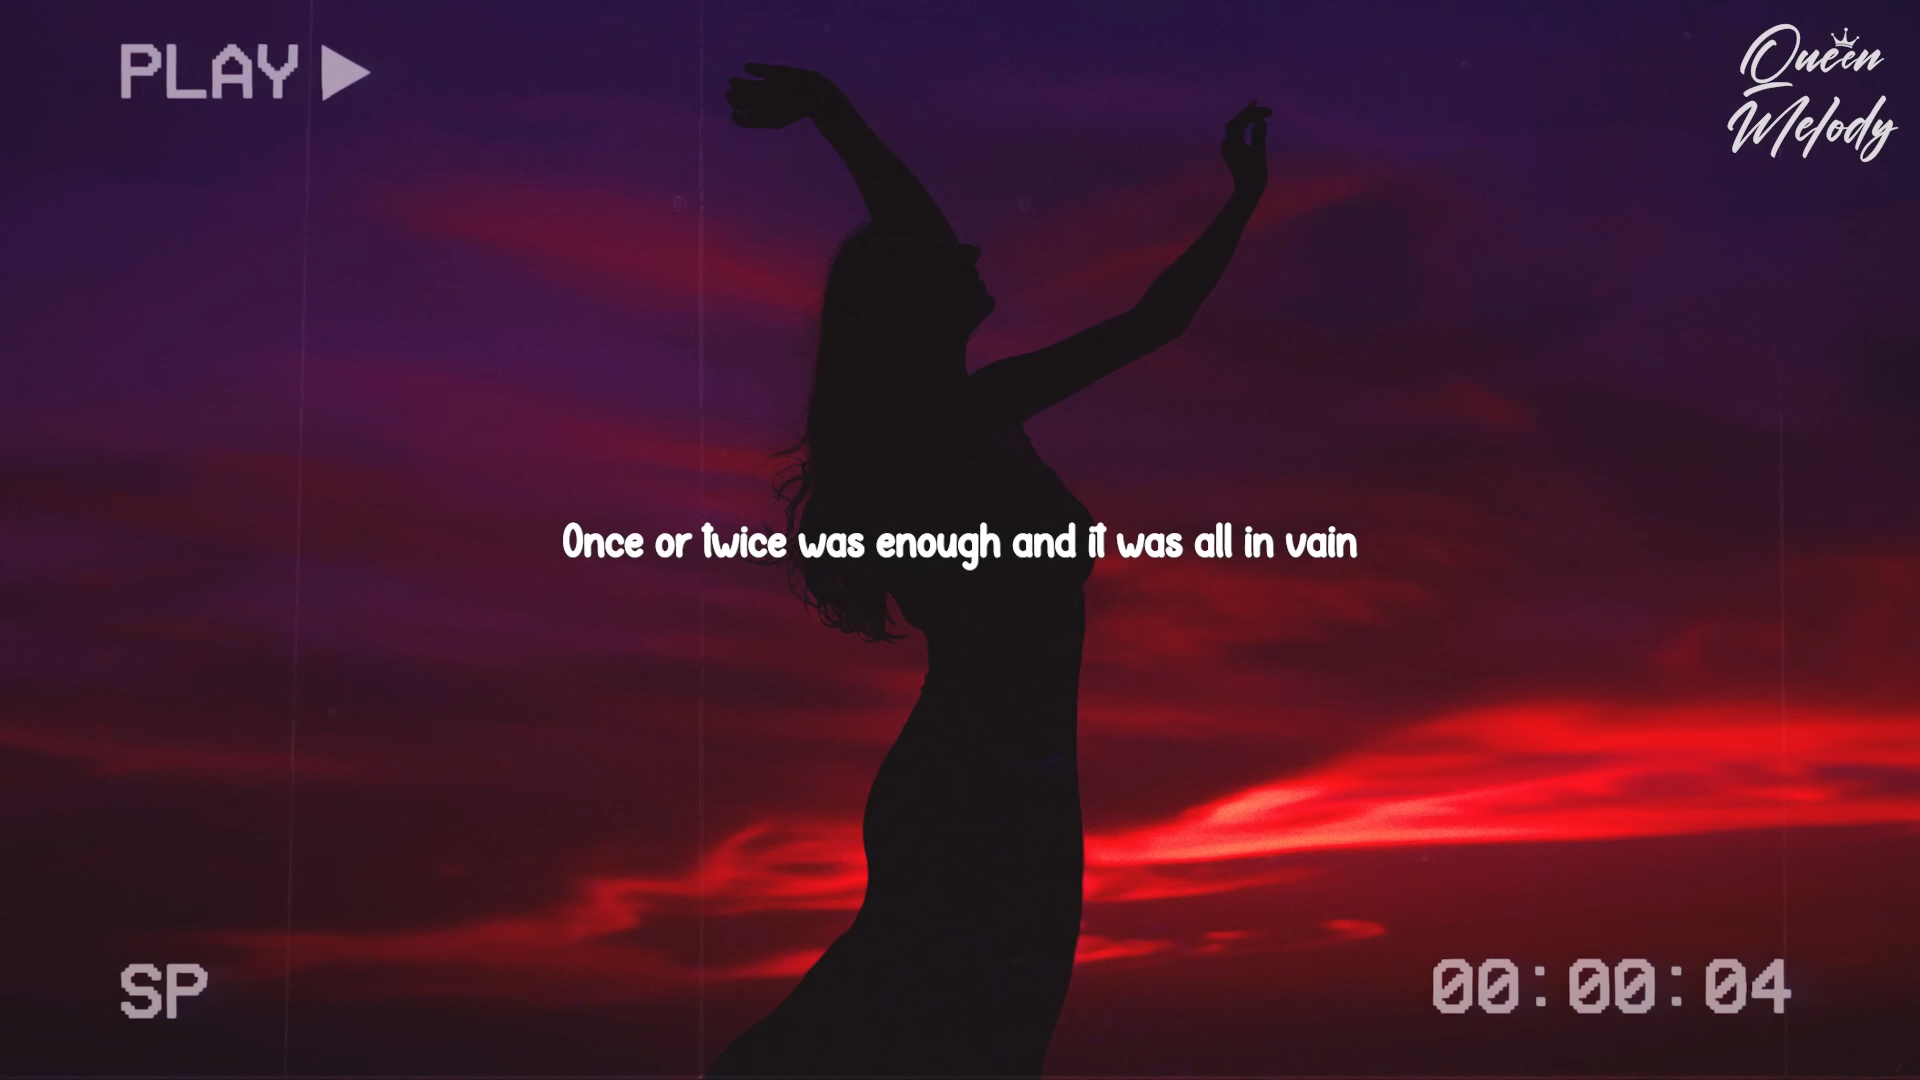 PLAY
Queen
Melody
Once or twice was enough and it was all in vain
SP
00:00:04